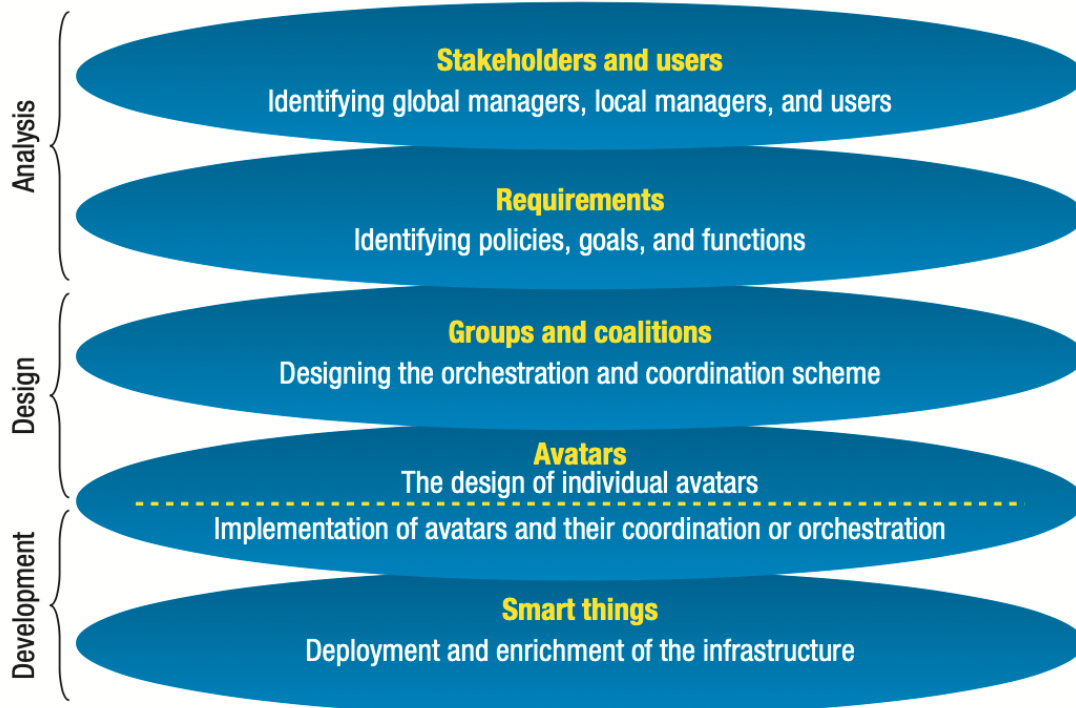 Analysis
Stakeholders and users
Identifying global managers, local managers, and users
Requirements
Identifying policies, goals, and functions
Design
Groups and coalitions
Designing the orchestration and coordination scheme
Avatars
The design of individual avatars
Development
Implementation of avatars and their coordination or orchestration
Smart things
Deployment and enrichment of the infrastructure